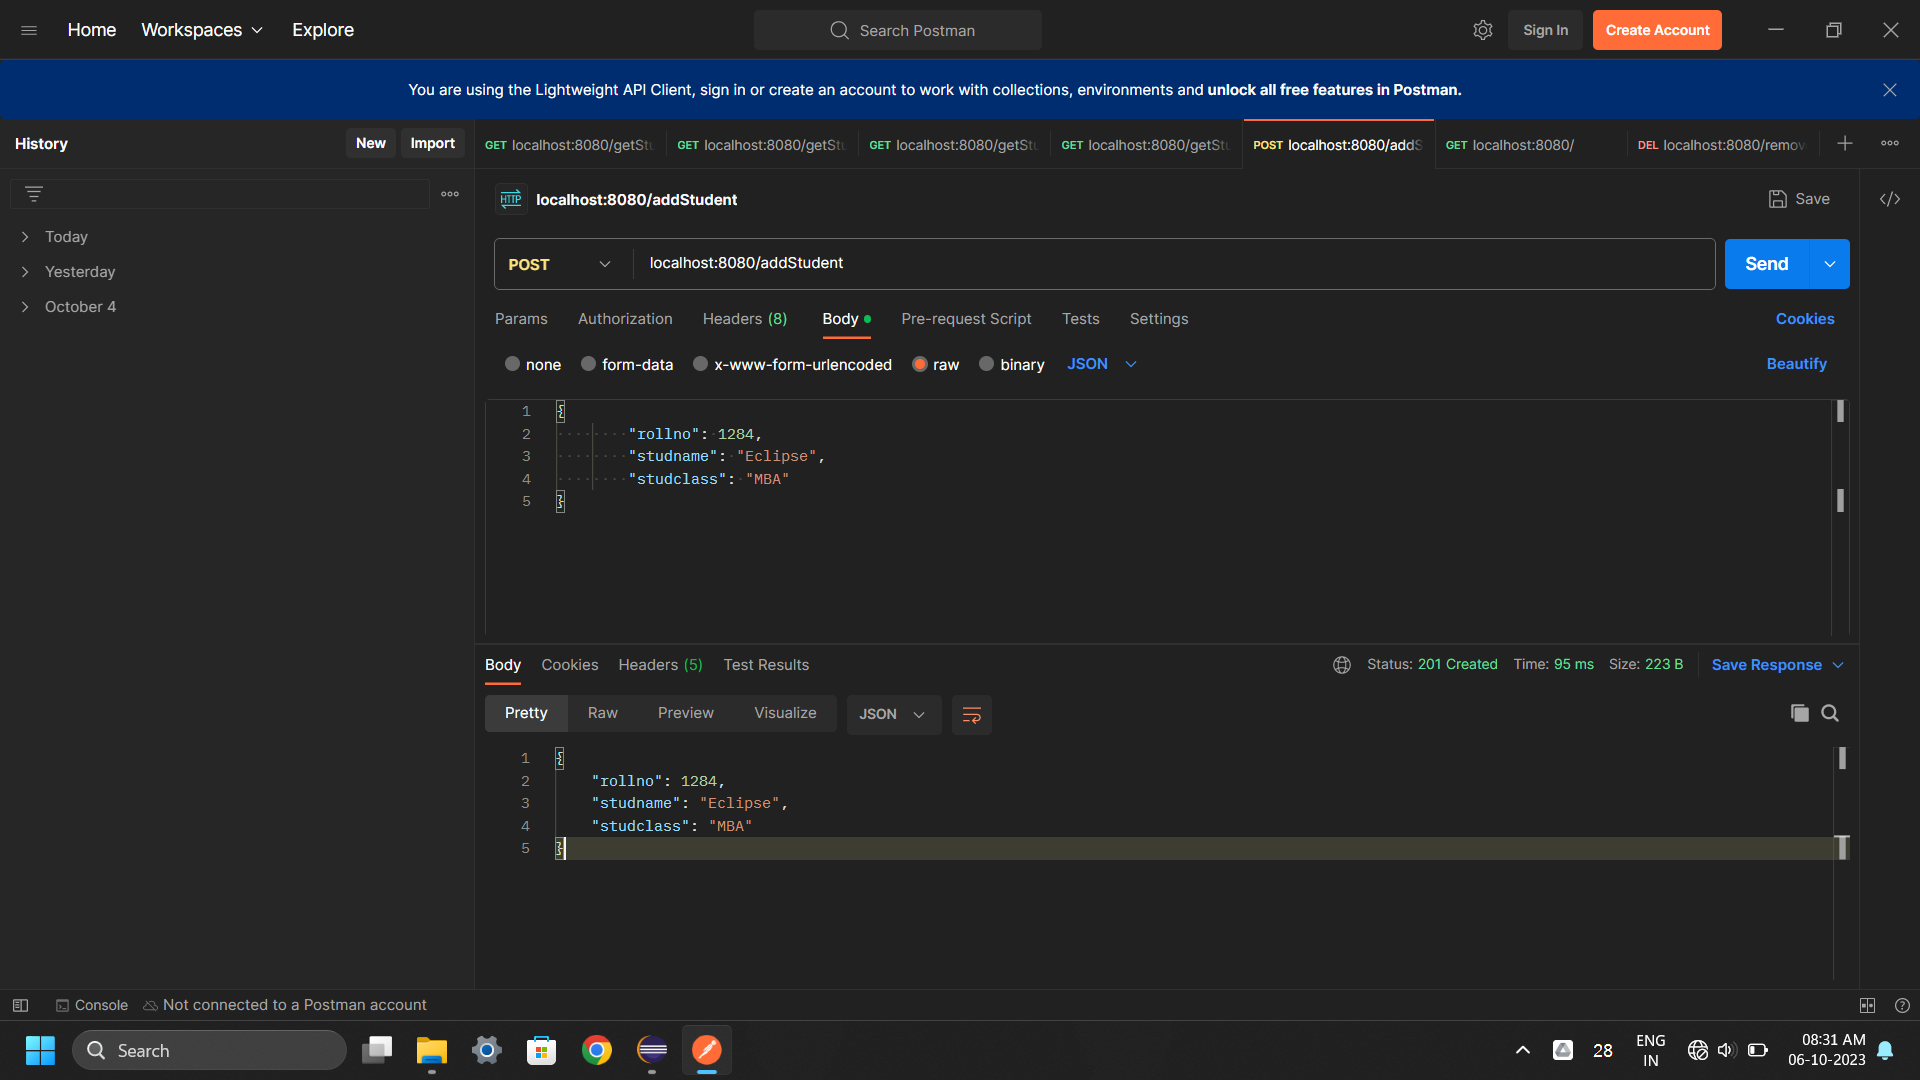 Home Workspaces Explore Search Postman Sign In Create Account
You are using the Lightweight API Client, sign in or create an account to work with collections, environments and unlock all free features in Postman.
History New Import
GET localhost:8080/getStu GET localhost:8080/getStu GET localhost:8080/getStu GET localhost:8080/getStu POST localhost:8080/addS GET localhost:8080/ DEL localhost:8080/remov
Today
Yesterday
October 4
HTTP localhost:8080/addStudent Save
POST localhost:8080/addStudent Send
Params Authorization Headers (8) Body Pre-request Script Tests Settings Cookies
none form-data x-www-form-urlencoded raw binary JSON Beautify
1 {
2 "rollno": 1284,
3 "studname": "Eclipse",
4 "studclass": "MBA"
5 }
Body Cookies Headers (5) Test Results Status: 201 Created Time: 95 ms Size: 223 B Save Response
Pretty Raw Preview Visualize JSON
1 {
2 "rollno": 1284,
3 "studname": "Eclipse",
4 "studclass": "MBA"
5 }
Console Not connected to a Postman account
Search 28 ENG IN 08:31 AM
06-10-2023